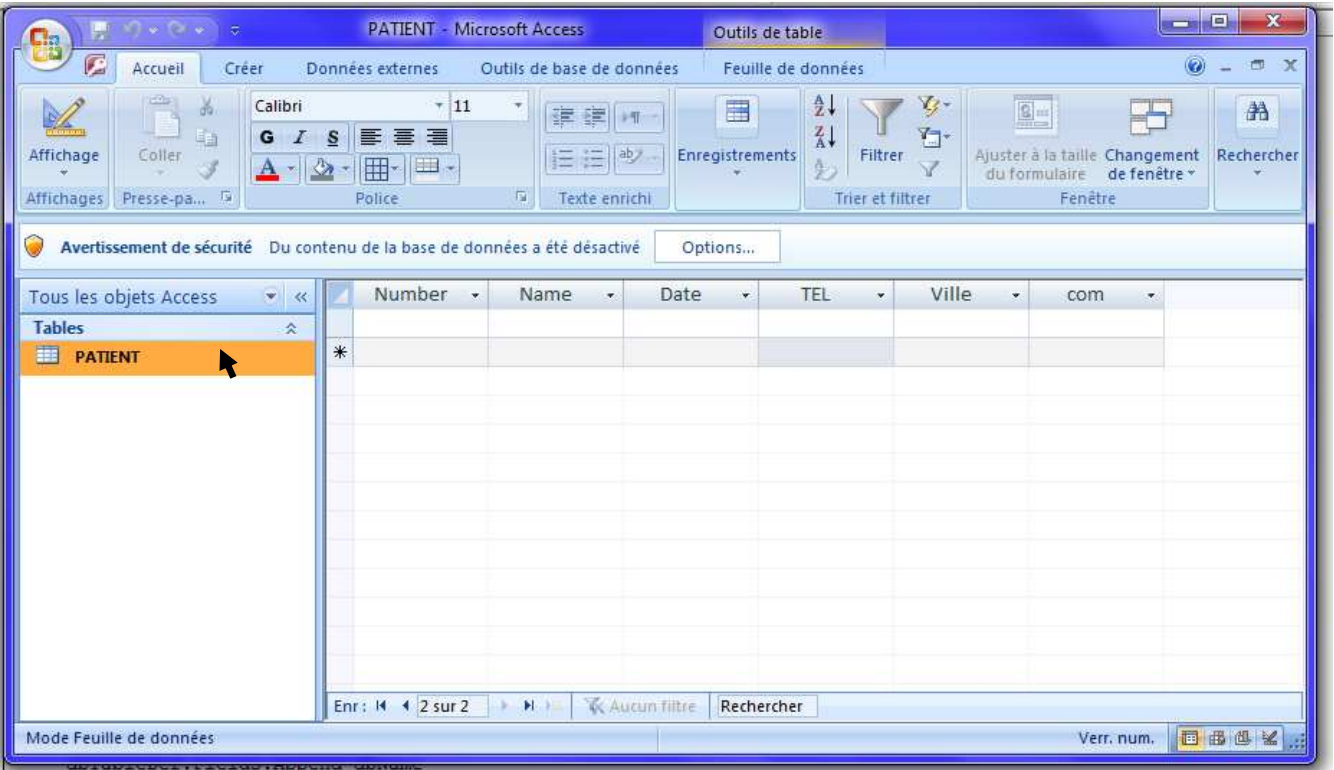 PATIENT - Microsoft Access
Outils de table
Accueil
Créer
Données externes
Outils de base de données
Feuille de données
Calibri
11
G I S
A
Affichage
Coller
Enregistrements
Filtrer
Ajuster à la taille
du formulaire
Changement
de fenêtre
Rechercher
Affichages
Presse-pa...
Police
Texte enrichi
Trier et filtrer
Fenêtre
Avertissement de sécurité Du contenu de la base de données a été désactivé Options...
Tous les objets Access
Number Name Date TEL Ville com
Tables
PATIENT
Enr : 2 sur 2 Aucun filtre Rechercher
Mode Feuille de données
Verr. num.